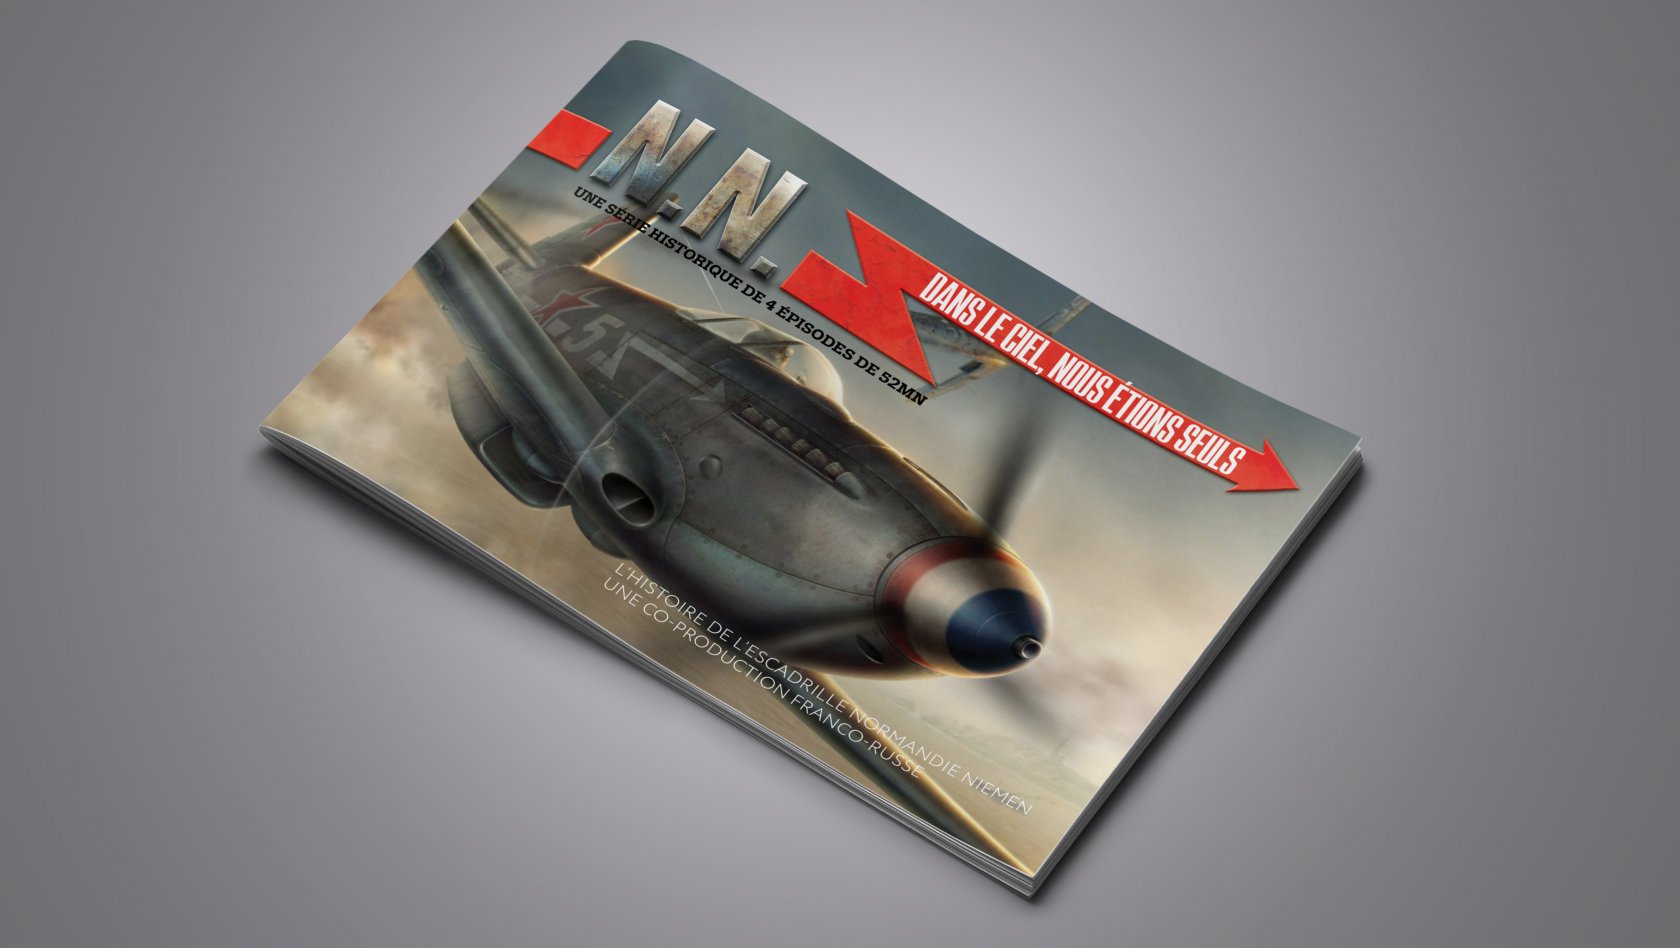 N.N.
UNE SÉRIE HISTORIQUE DE 4 ÉPISODES DE 52MN
DANS LE CIEL, NOUS ÉTIONS SEULS
5
L'HISTOIRE DE L'ESCADRILLE NORMANDIE NIEMEN
UNE CO-PRODUCTION FRANCO-RUSSE